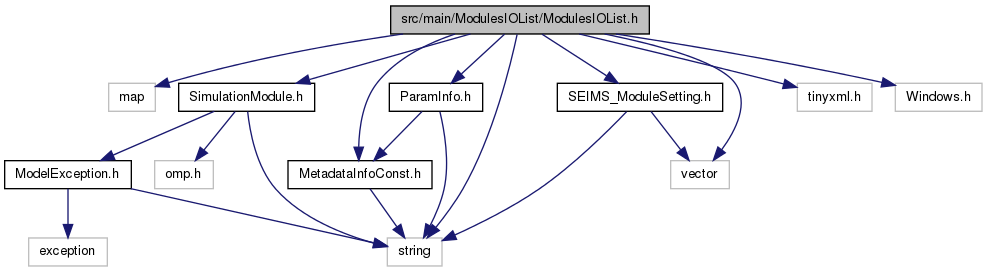 src/main/ModulesIOList/ModulesIOList.h
map
SimulationModule.h
ParamInfo.h
SEIMS_ModuleSetting.h
tinyxml.h
Windows.h
ModelException.h
omp.h
MetadataInfoConst.h
vector
exception
string